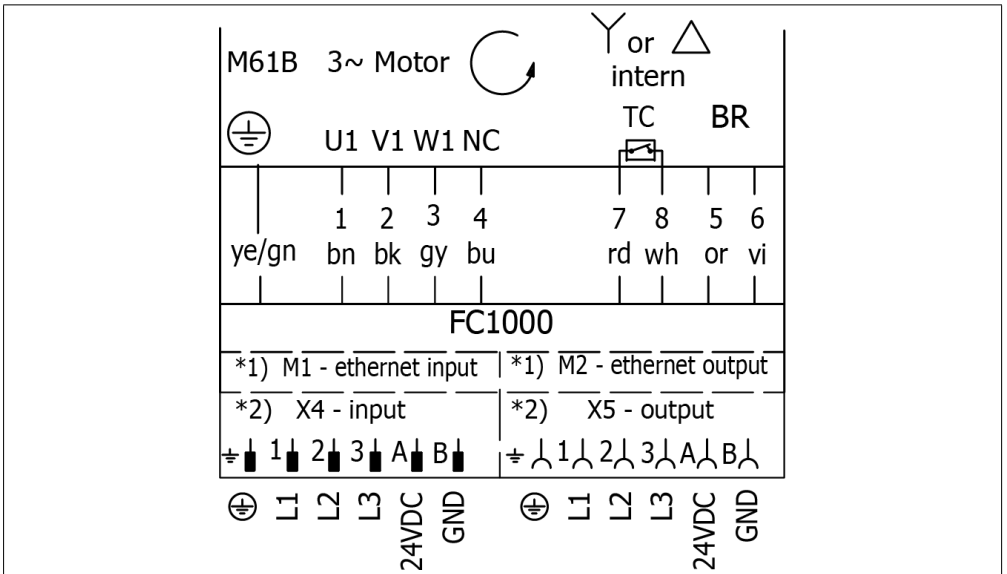 M61B 3~ Motor or
intern
TC BR
U1 V1 W1 NC
1 2 3 4 7 8 5 6
ye/gn bn bk gy bu rd wh or vi
FC1000
*1) M1 - ethernet input *1) M2 - ethernet output
*2) X4 - input *2) X5 - output
1 2 3 A B 1 2 3 A B
L1 L2 L3 24VDC GND L1 L2 L3 24VDC GND